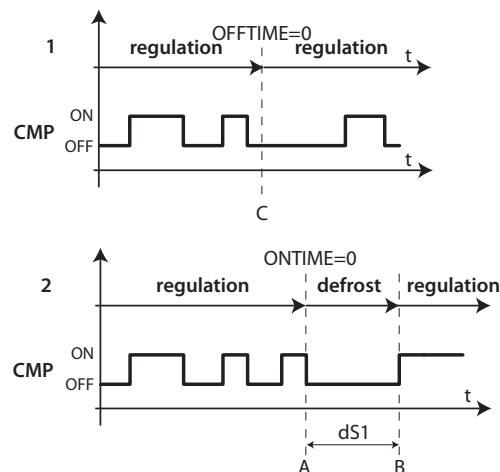 OFFTIME=0
1 regulation regulation
t
ON
CMP OFF
t
C
ONTIME=0
2 regulation defrost regulation
ON
CMP OFF
t
dS1
A B